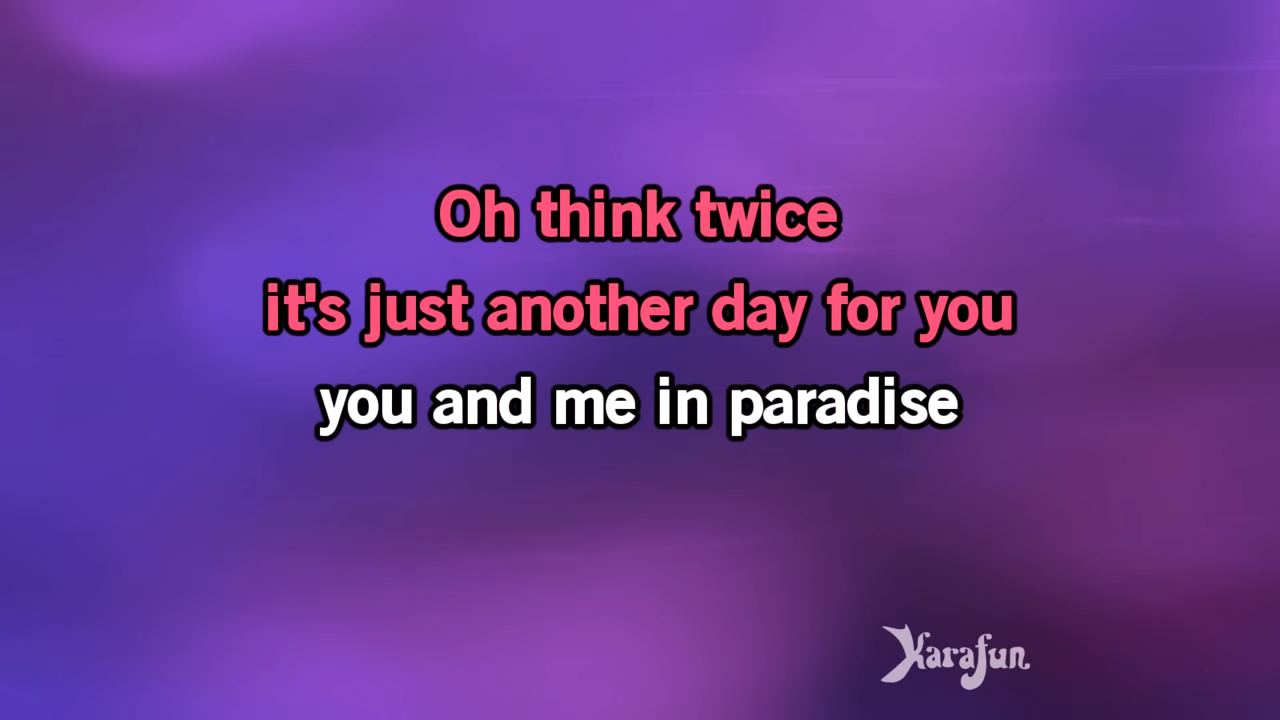 Oh think twice
it's just another day for you
you and me in paradise
Karafun